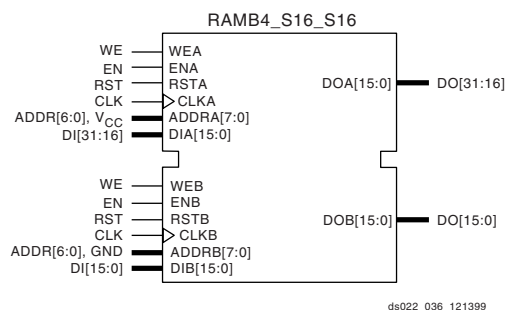 RAMB4_S16_S16
WE WEA
EN ENA
RST RSTA DOA[15:0] DO[31:16]
CLK CLKA
ADDR[6:0], VCC ADDRA[7:0]
DI[31:16] DIA[15:0]
WE WEB
EN ENB
RST RSTB DOB[15:0] DO[15:0]
CLK CLKB
ADDR[6:0], GND ADDRB[7:0]
DI[15:0] DIB[15:0]
ds022_036_121399